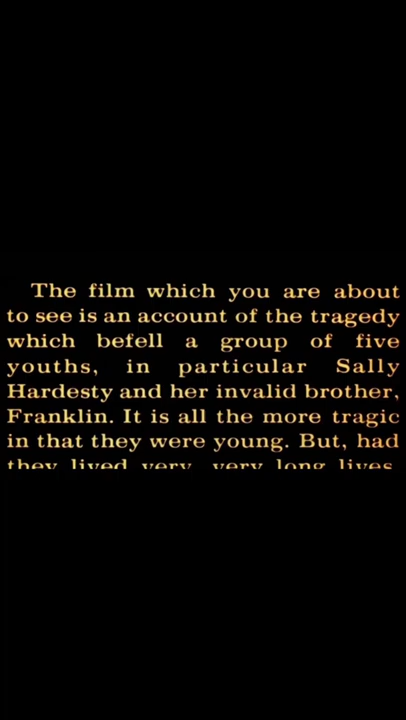 The film which you are about
to see is an account of the tragedy
which befell a group of five
youths, in particular Sally
Hardesty and her invalid brother,
Franklin. It is all the more tragic
in that they were young. But, had
they lived very, very long lives,